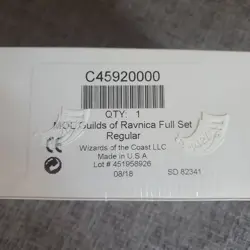 C45920000
QTY: 1
MOL Guilds of Ravnica Full Set
Regular
Wizards of the Coast LLC
Made in U.S.A
Lot # 451958926
08/18
SD 82341